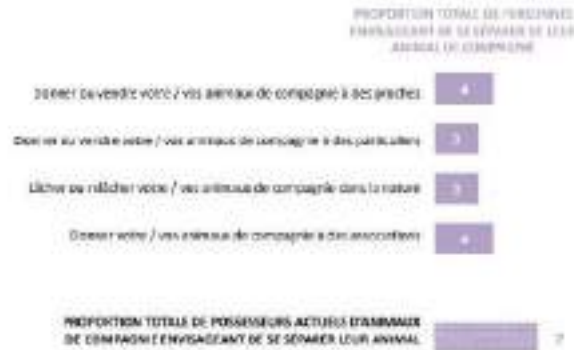 PROPORTION TOTALE DE PERSONNES
ENVISAGEANT DE SE SÉPARER DE LEUR
ANIMAL DE COMPAGNIE
Donner ou vendre votre / vos animaux de compagnie à des proches
4
Donner ou vendre votre / vos animaux de compagnie à des particuliers
3
Lâcher ou relâcher votre / vos animaux de compagnie dans la nature
3
Donner votre / vos animaux de compagnie à des associations
4
PROPORTION TOTALE DE POSSESSEURS ACTUELS D'ANIMAUX
DE COMPAGNIE ENVISAGEANT DE SE SÉPARER LEUR ANIMAL
7